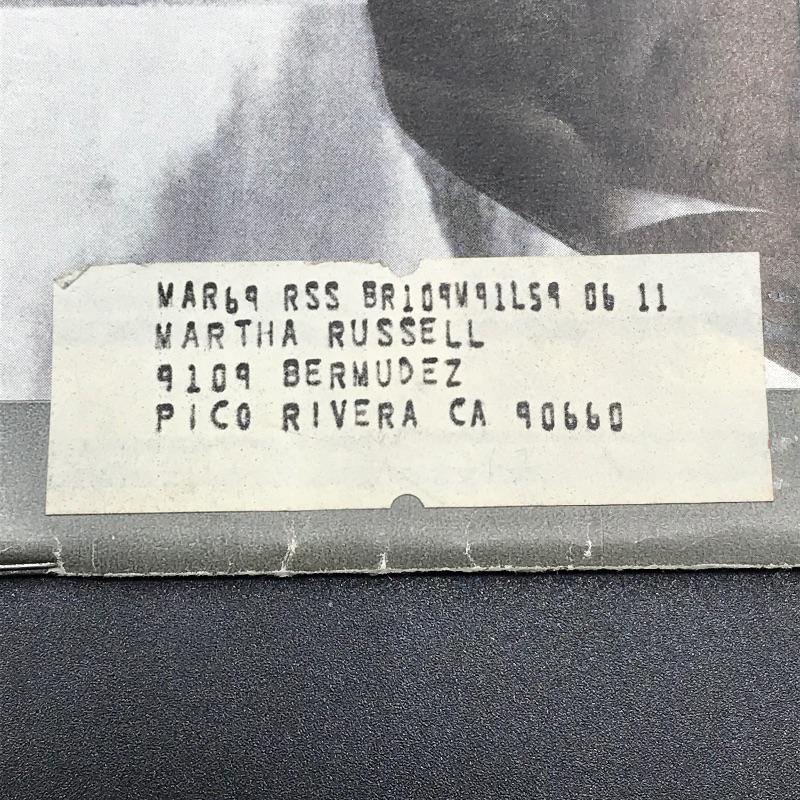 MAR69 RSS BR109M91L59 06 11
MARTHA RUSSELL
9109 BERMUDEZ
PICO RIVERA CA 90660